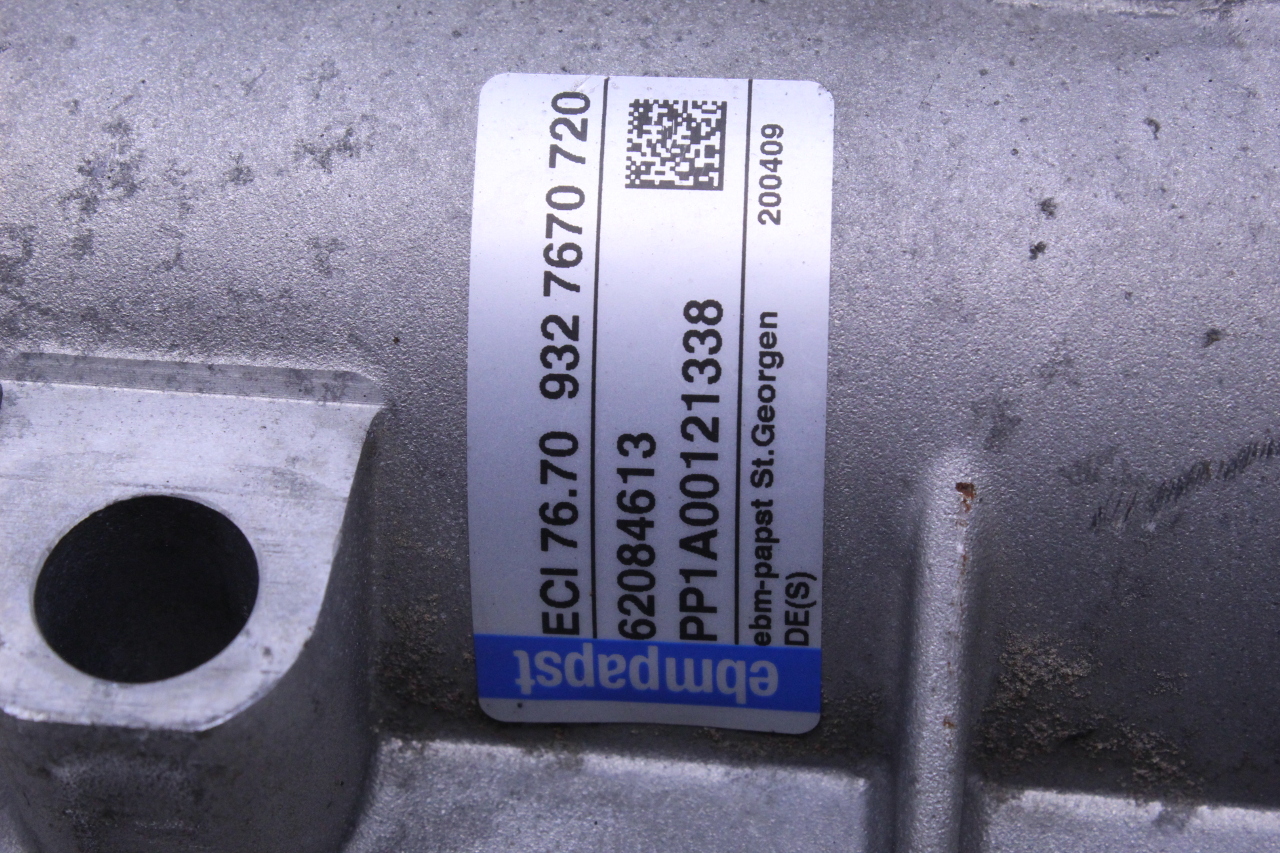 ebmpapst
ECI 76.70 932 7670 720
62084613
PP1A00121338
ebm-papst St.Georgen 200409
DE(S)